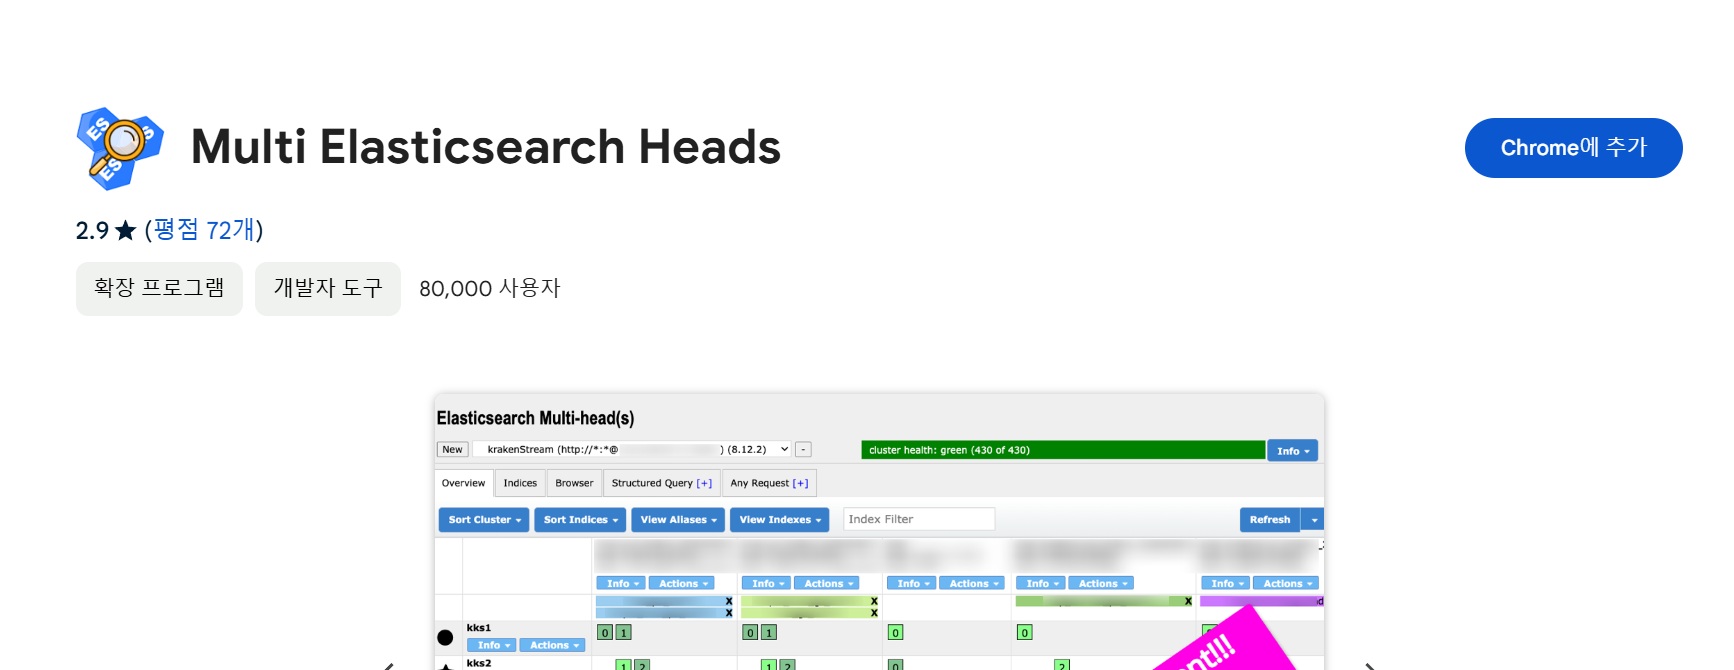 Multi Elasticsearch Heads
Chrome에 추가
2.9 ★ (평점 72개)
확장 프로그램 개발자 도구 80,000 사용자
Elasticsearch Multi-head(s)
New krakenStream (http://*:*@ ) (8.12.2) - cluster health: green (430 of 430) Info
Overview Indices Browser Structured Query [+] Any Request [+]
Sort Cluster Sort Indices View Aliases View Indexes Index Filter Refresh
Info Actions Info Actions Info Actions Info Actions Info Actions
X X X
X X
kks1 0 1 0 1 0 0
Info Actions
kks2 1 2 1 2 0 2